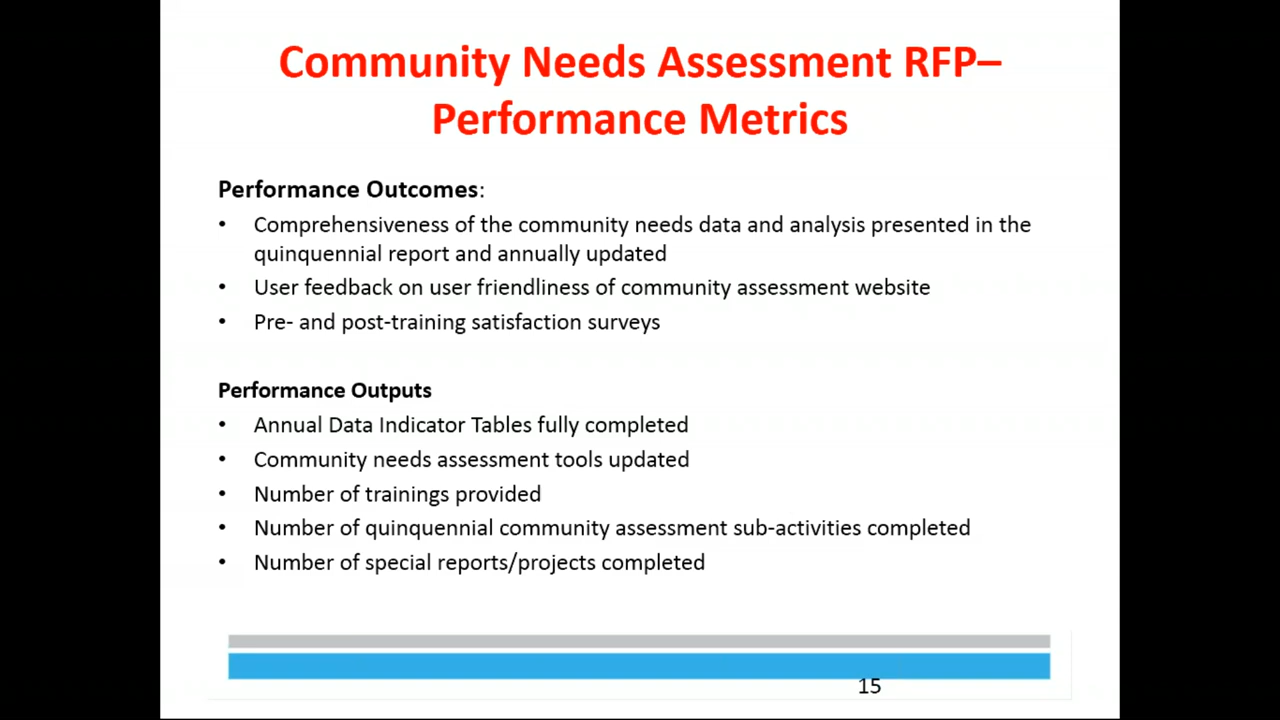 Community Needs Assessment RFP–
Performance Metrics
Performance Outcomes:
• Comprehensiveness of the community needs data and analysis presented in the
quinquennial report and annually updated
• User feedback on user friendliness of community assessment website
• Pre- and post-training satisfaction surveys
Performance Outputs
• Annual Data Indicator Tables fully completed
• Community needs assessment tools updated
• Number of trainings provided
• Number of quinquennial community assessment sub-activities completed
• Number of special reports/projects completed
15